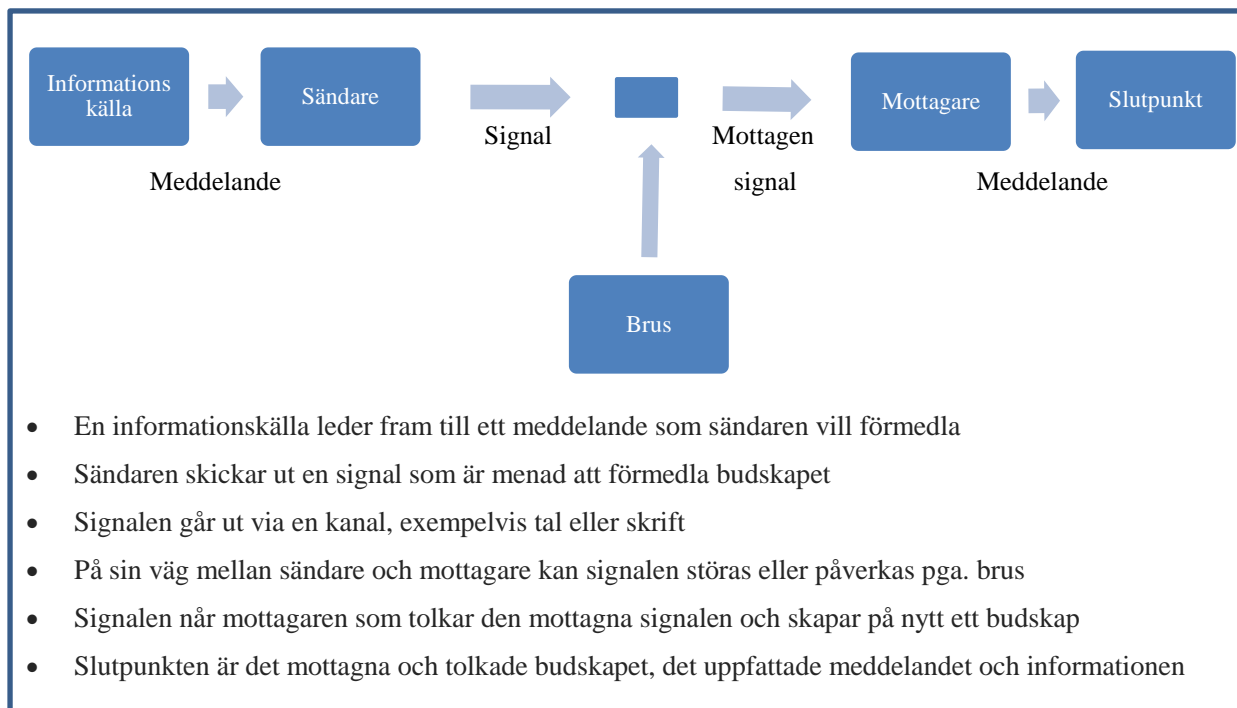 Informations
källa
Sändare
Signal
Mottagen
signal
Mottagare
Slutpunkt
Meddelande
Meddelande
Brus
• En informationskälla leder fram till ett meddelande som sändaren vill förmedla
• Sändaren skickar ut en signal som är menad att förmedla budskapet
• Signalen går ut via en kanal, exempelvis tal eller skrift
• På sin väg mellan sändare och mottagare kan signalen störas eller påverkas pga. brus
• Signalen når mottagaren som tolkar den mottagna signalen och skapar på nytt ett budskap
• Slutpunkten är det mottagna och tolkade budskapet, det uppfattade meddelandet och informationen